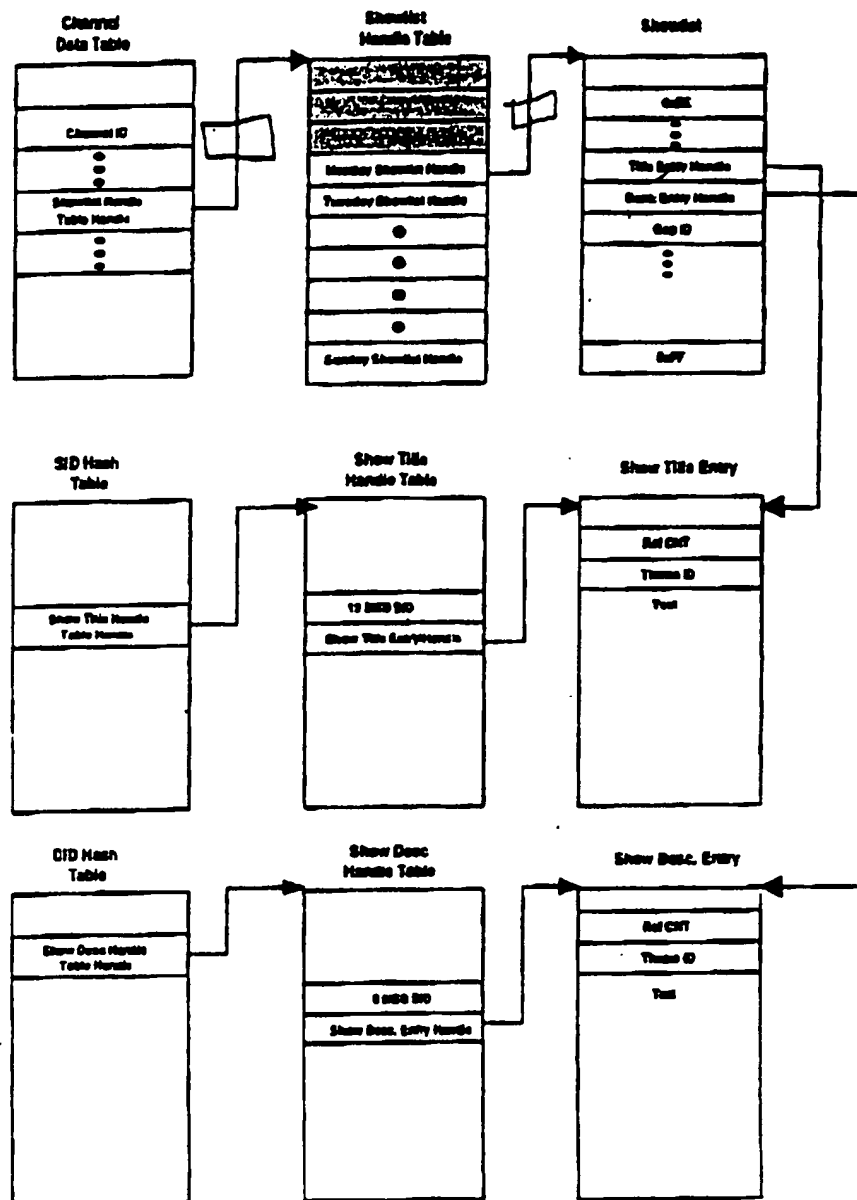 Channel
Data Table
Channel ID
Showlist Handle
Table Handle
Showlist
Handle Table
Monday Showlist Handle
Tuesday Showlist Handle
Sunday Showlist Handle
Showlist
Title Entry Handle
Desc. Entry Handle
Gap ID
SID Hash
Table
Show Title Handle
Table Handle
Show Title
Handle Table
SID
Show Title Entry Handle
Show Title Entry
Ref CNT
Theme ID
Text
DID Hash
Table
Show Desc Handle
Table Handle
Show Desc
Handle Table
Show Desc. Entry Handle
Show Desc. Entry
Ref CNT
Theme ID
Text